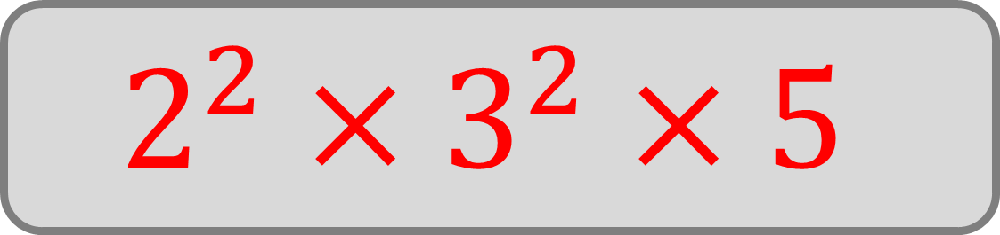 2² × 3² × 5